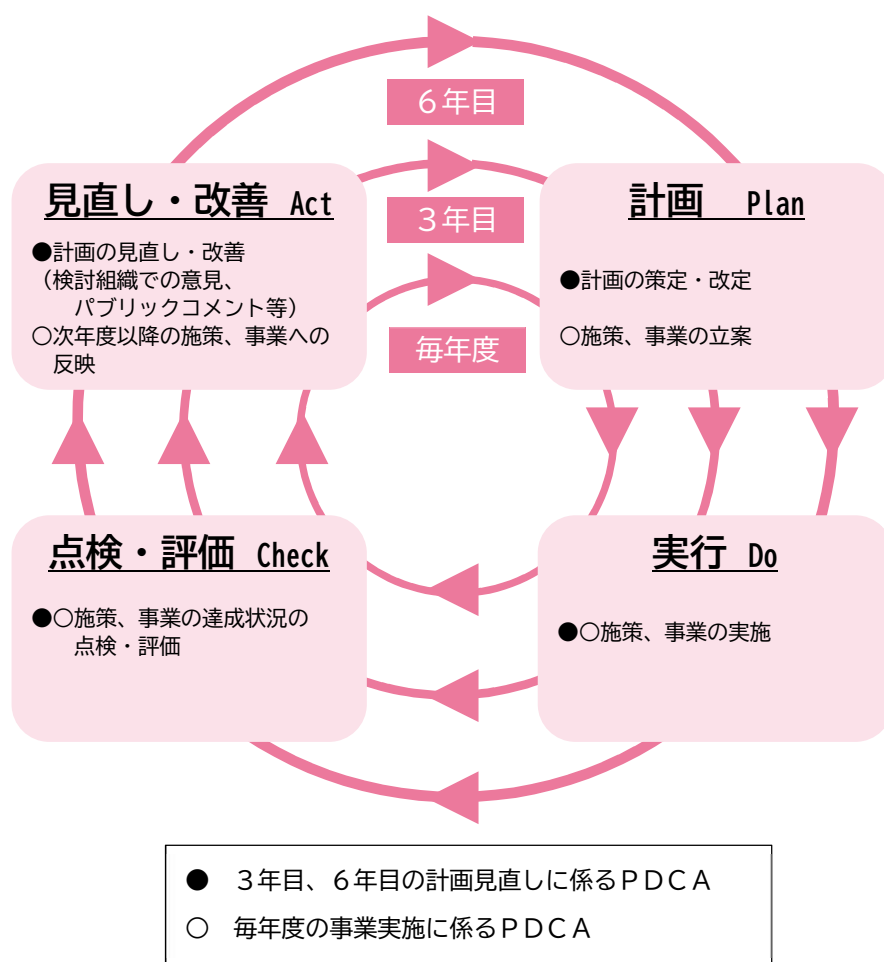 ６年目
３年目
毎年度
見直し・改善 Act
●計画の見直し・改善
（検討組織での意見、
パブリックコメント等）
○次年度以降の施策、事業への
反映
計画 Plan
●計画の策定・改定
○施策、事業の立案
点検・評価 Check
●○施策、事業の達成状況の
点検・評価
実行 Do
●○施策、事業の実施
● ３年目、６年目の計画見直しに係るＰＤＣＡ
○ 毎年度の事業実施に係るＰＤＣＡ